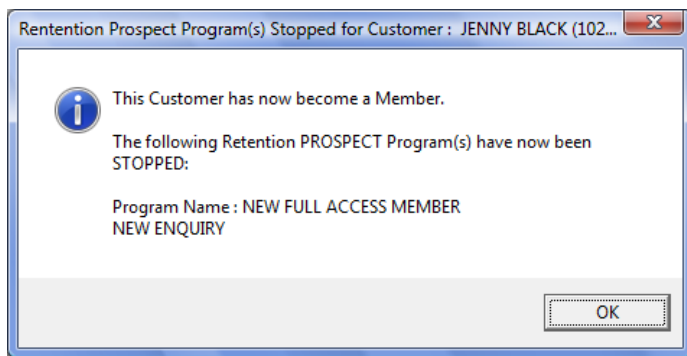 Rentention Prospect Program(s) Stopped for Customer : JENNY BLACK (102...
This Customer has now become a Member.
The following Retention PROSPECT Program(s) have now been
STOPPED:
Program Name : NEW FULL ACCESS MEMBER
NEW ENQUIRY
OK